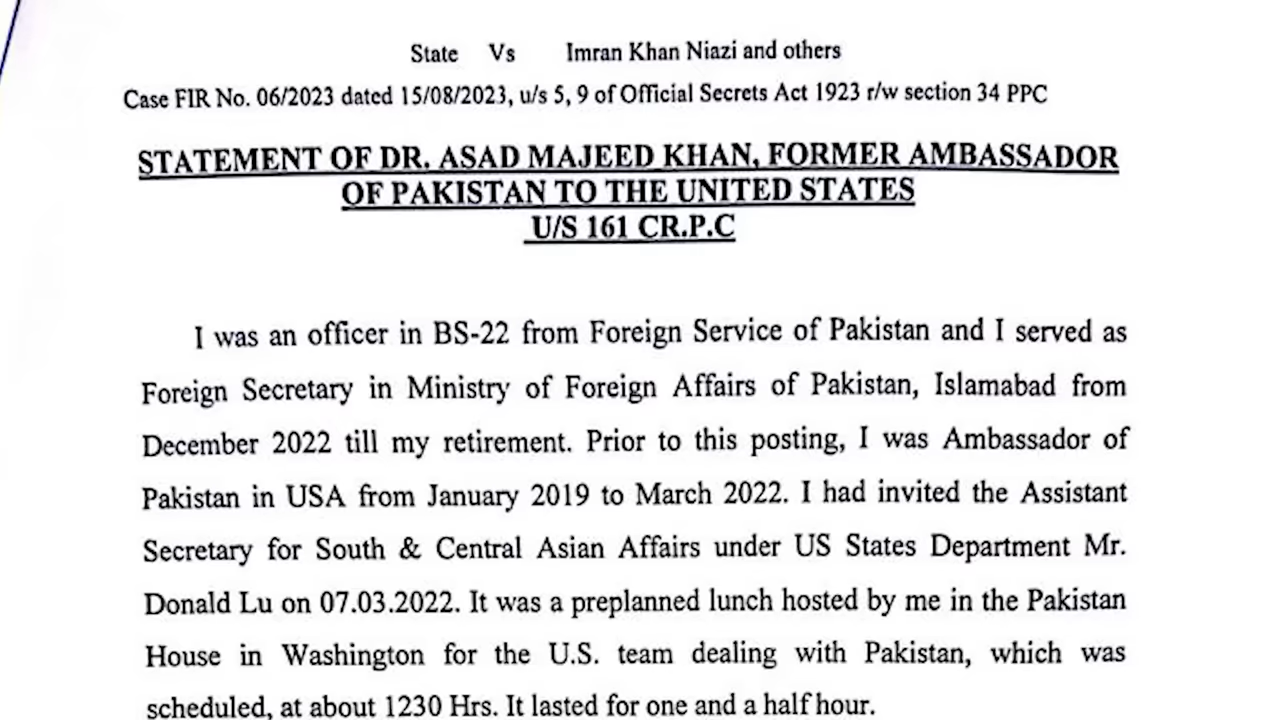 State Vs Imran Khan Niazi and others
Case FIR No. 06/2023 dated 15/08/2023, u/s 5, 9 of Official Secrets Act 1923 r/w section 34 PPC
STATEMENT OF DR. ASAD MAJEED KHAN, FORMER AMBASSADOR
OF PAKISTAN TO THE UNITED STATES
U/S 161 CR.P.C
I was an officer in BS-22 from Foreign Service of Pakistan and I served as
Foreign Secretary in Ministry of Foreign Affairs of Pakistan, Islamabad from
December 2022 till my retirement. Prior to this posting, I was Ambassador of
Pakistan in USA from January 2019 to March 2022. I had invited the Assistant
Secretary for South & Central Asian Affairs under US States Department Mr.
Donald Lu on 07.03.2022. It was a preplanned lunch hosted by me in the Pakistan
House in Washington for the U.S. team dealing with Pakistan, which was
scheduled, at about 1230 Hrs. It lasted for one and a half hour.